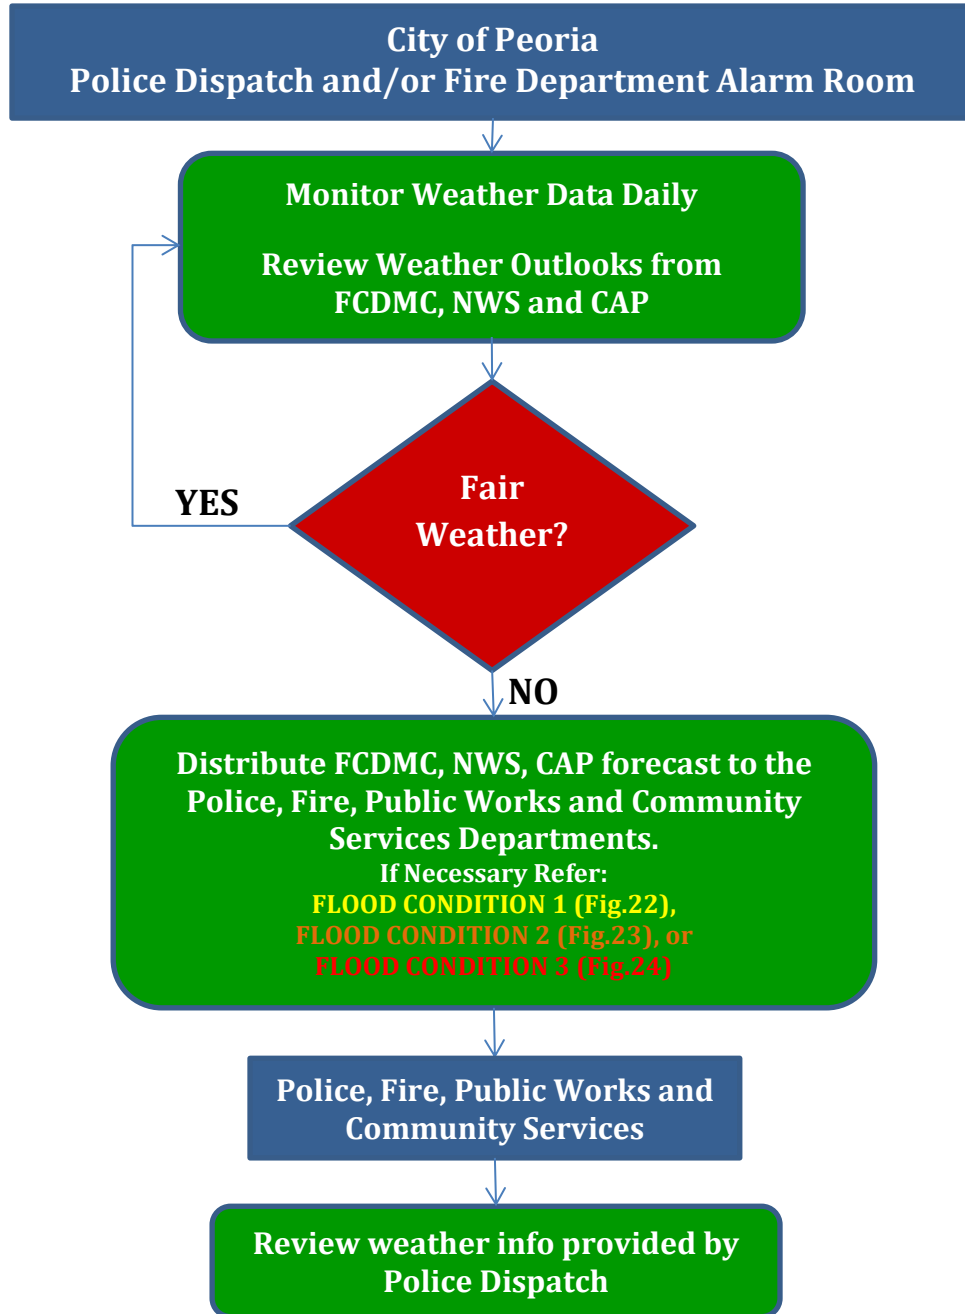 City of Peoria
Police Dispatch and/or Fire Department Alarm Room
Monitor Weather Data Daily
Review Weather Outlooks from
FCDMC, NWS and CAP
Fair
Weather?
YES
NO
Distribute FCDMC, NWS, CAP forecast to the
Police, Fire, Public Works and Community
Services Departments.
If Necessary Refer:
FLOOD CONDITION 1 (Fig.22),
FLOOD CONDITION 2 (Fig.23), or
FLOOD CONDITION 3 (Fig.24)
Police, Fire, Public Works and
Community Services
Review weather info provided by
Police Dispatch